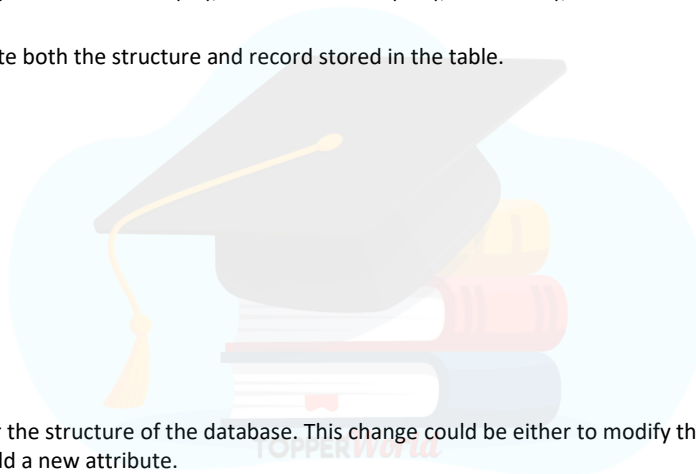 te both the structure and record stored in the table.
r the structure of the database. This change could be either to modify th
TOPPERWorld
ld a new attribute.